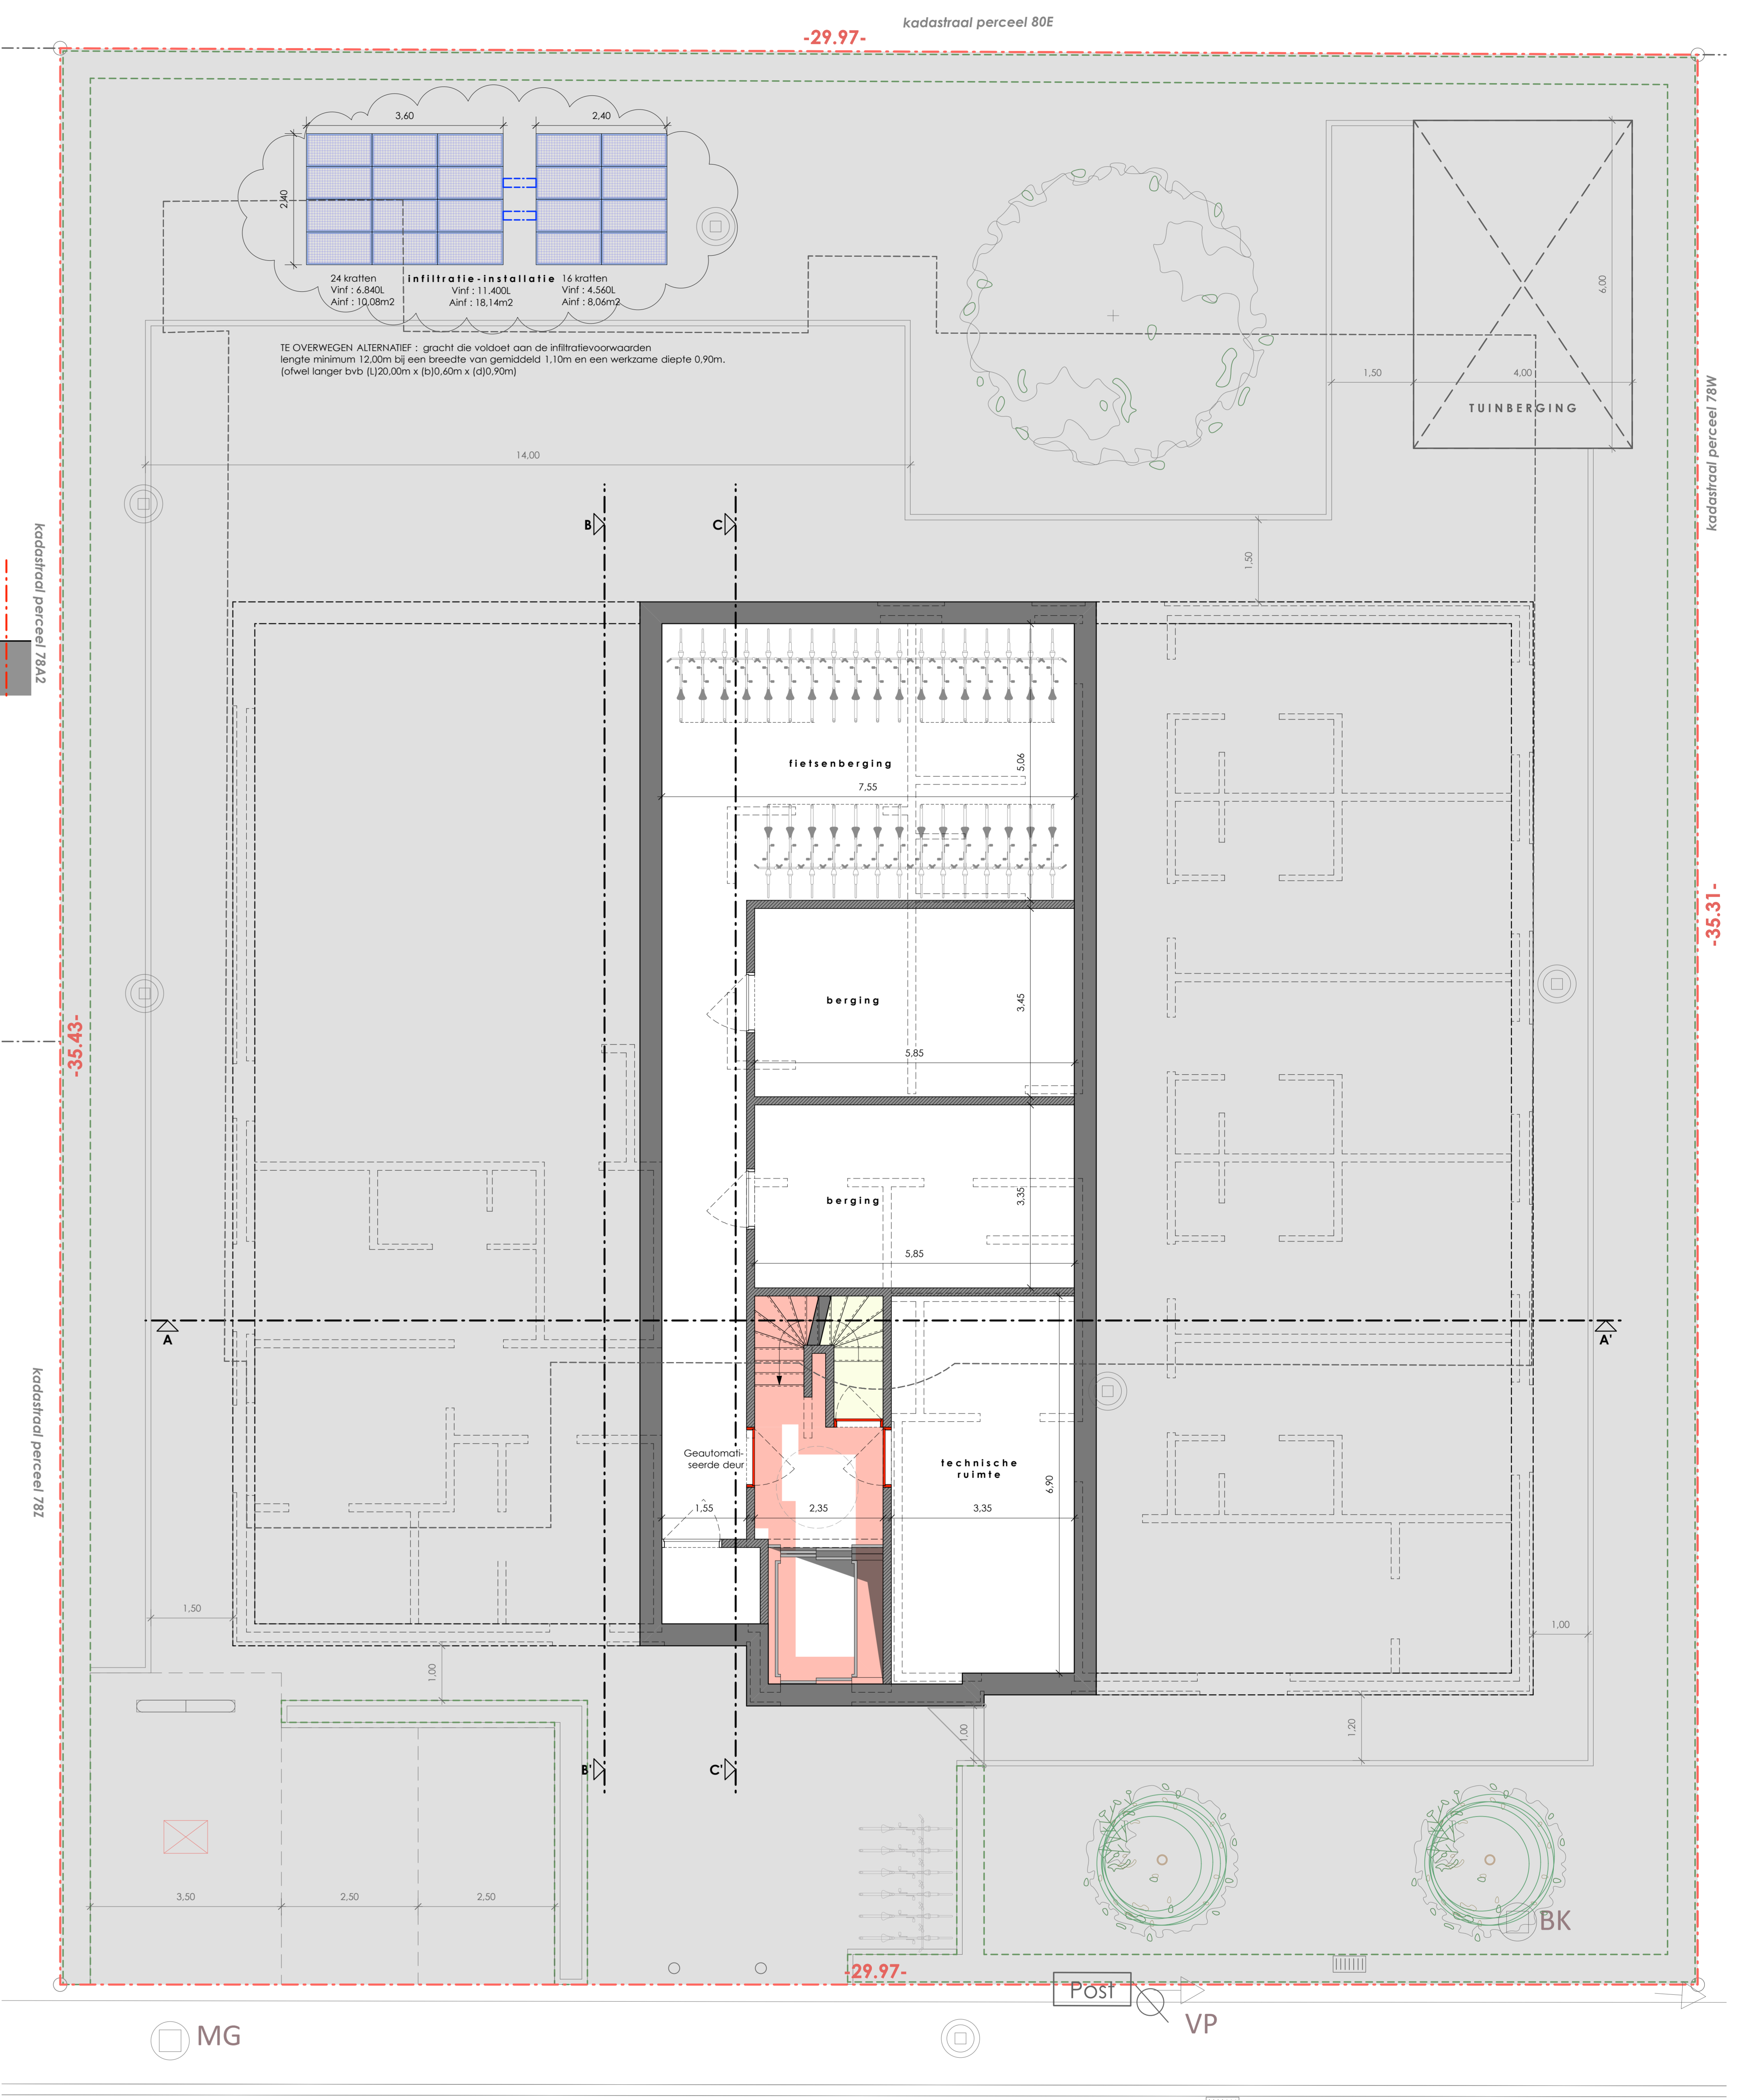 kadastraal perceel 80E
-29.97-
3,60
2,40
2,40
24 kratten
Vinf : 6.840L
Ainf : 10,08m2
infiltratie-installatie
Vinf : 11.400L
Ainf : 18,14m2
16 kratten
Vinf : 4.560L
Ainf : 8,06m2
TE OVERWEGEN ALTERNATIEF : gracht die voldoet aan de infiltratievoorwaarden
lengte minimum 12,00m bij een breedte van gemiddeld 1,10m en een werkzame diepte 0,90m.
(ofwel langer bvb (L)20,00m x (b)0,60m x (d)0,90m)
6,00
1,50
4,00
TUINBERGING
kadastraal perceel 78W
14,00
B
C
1,50
kadastraal perceel 78A2
fietsenberging
7,55
5,06
-35.31-
berging
3,45
5,85
-35.43-
berging
3,35
5,85
A
A'
kadastraal perceel 78Z
Geautomati-
seerde deur
technische
ruimte
6,90
1,55
2,35
3,35
1,50
1,00
1,00
1,00
1,20
B'
C'
3,50
2,50
2,50
BK
-29.97-
Post
VP
MG